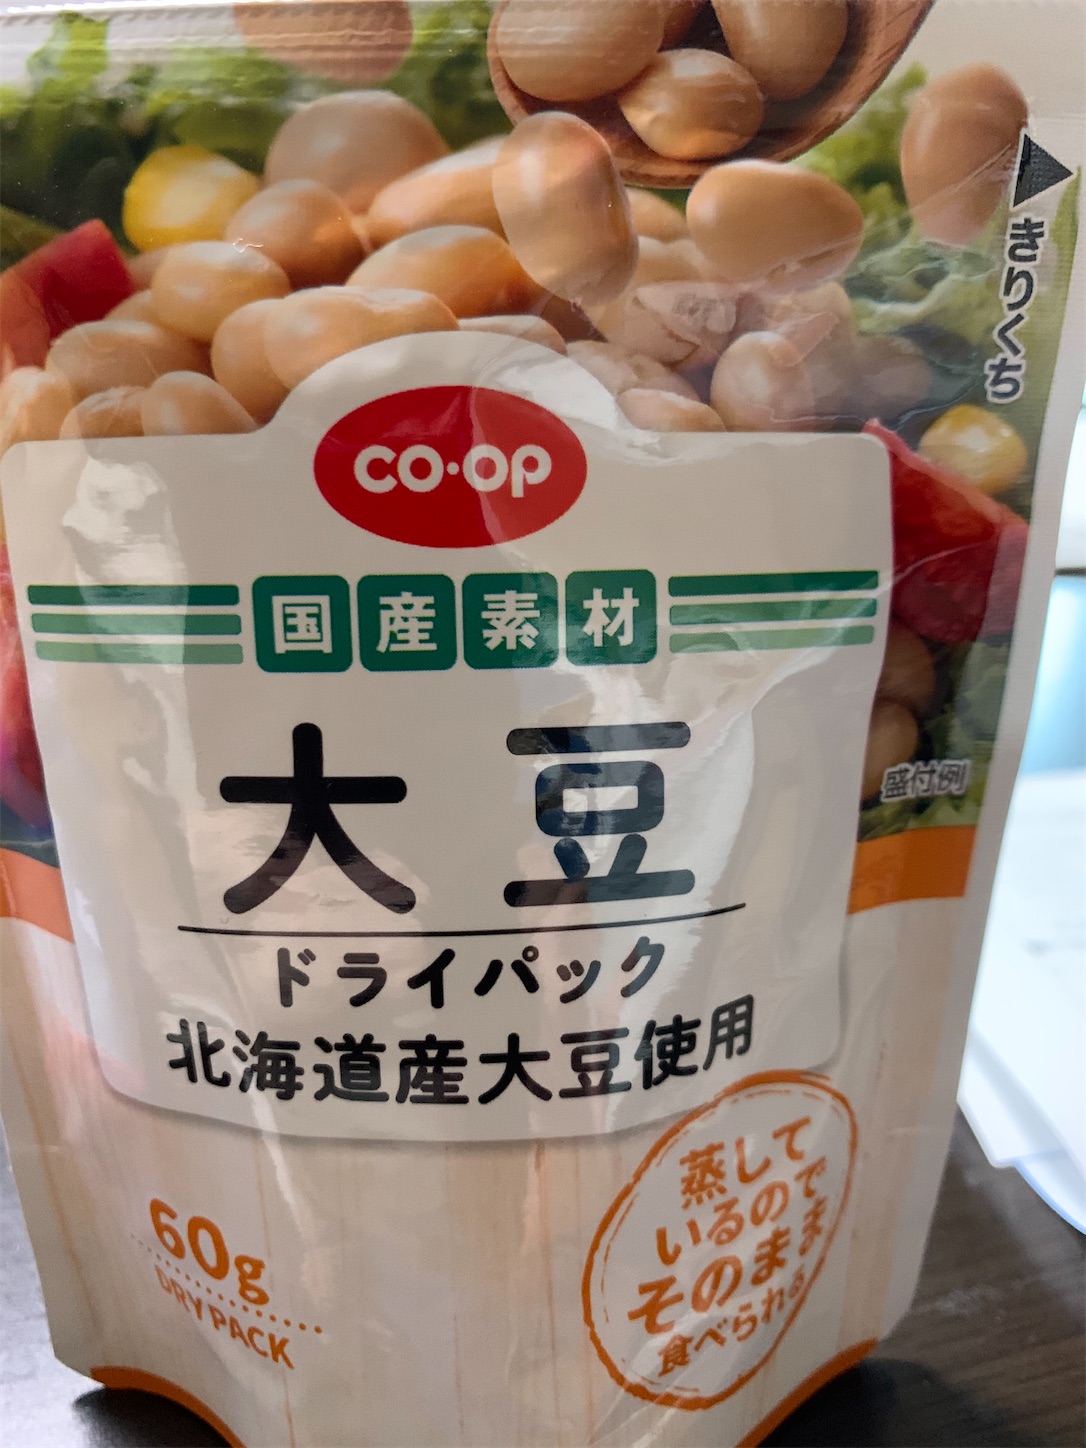 きりくち
CO·OP
国産素材
大豆
盛付例
ドライパック
北海道産大豆使用
蒸して
いるので
そのまま
食べられる
60g
DRY PACK